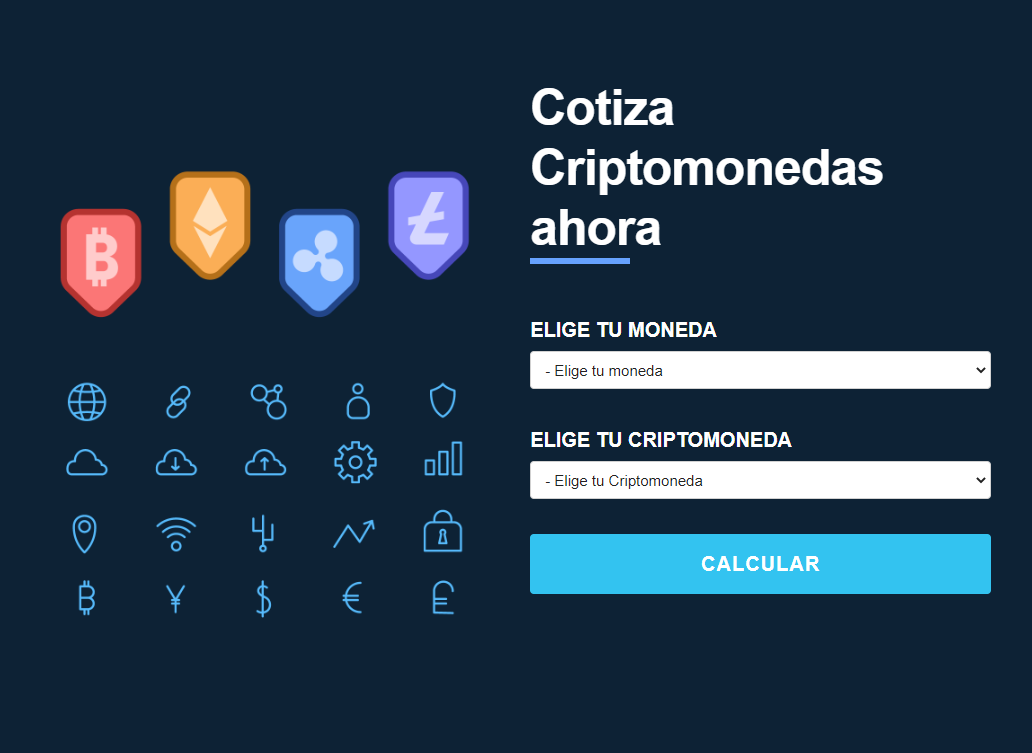 Cotiza
Criptomonedas
ahora
ELIGE TU MONEDA
- Elige tu moneda
ELIGE TU CRIPTOMONEDA
- Elige tu Criptomoneda
CALCULAR